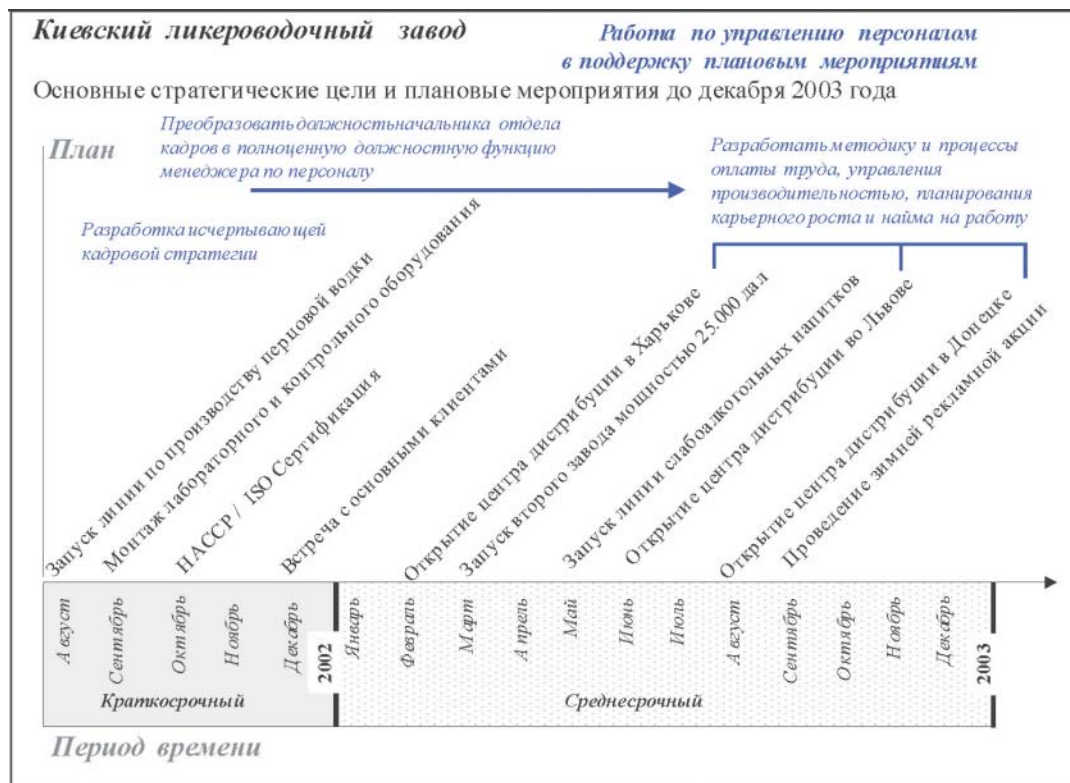 Киевский ликероводочный завод
Работа по управлению персоналом
в поддержку плановым мероприятиям
Основные стратегические цели и плановые мероприятия до декабря 2003 года
План
Преобразовать должность начальника отдела
кадров в полноценную должностную функцию
менеджера по персоналу
Разработать методику и процессы
оплаты труда, управления
производительностью, планирования
карьерного роста и найма на работу
Разработка исчерпывающей
кадровой стратегии
Запуск линии по производству перцовой водки
Монтаж лабораторного и контрольного оборудования
HACCP / ISO Сертификация
Встреча с основными клиентами
Открытие центра дистрибуции в Харькове
Запуск второго завода мощностью 25.000 дал
Запуск линии слабоалкогольных напитков
Открытие центра дистрибуции во Львове
Открытие центра дистрибуции в Донецке
Проведение зимней рекламной акции
Август
Сентябрь
Октябрь
Ноябрь
Декабрь
2002
Январь
Февраль
Март
Апрель
Май
Июнь
Июль
Август
Сентябрь
Октябрь
Ноябрь
Декабрь
2003
Краткосрочный
Среднесрочный
Период времени